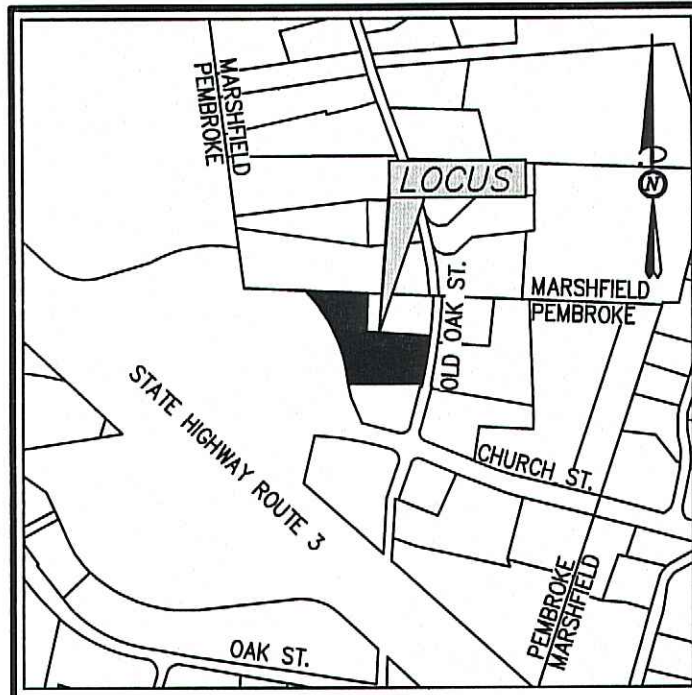 MARSHFIELD
PEMBROKE
LOCUS
N
OLD OAK ST.
MARSHFIELD
PEMBROKE
STATE HIGHWAY ROUTE 3
CHURCH ST.
PEMBROKE
MARSHFIELD
OAK ST.